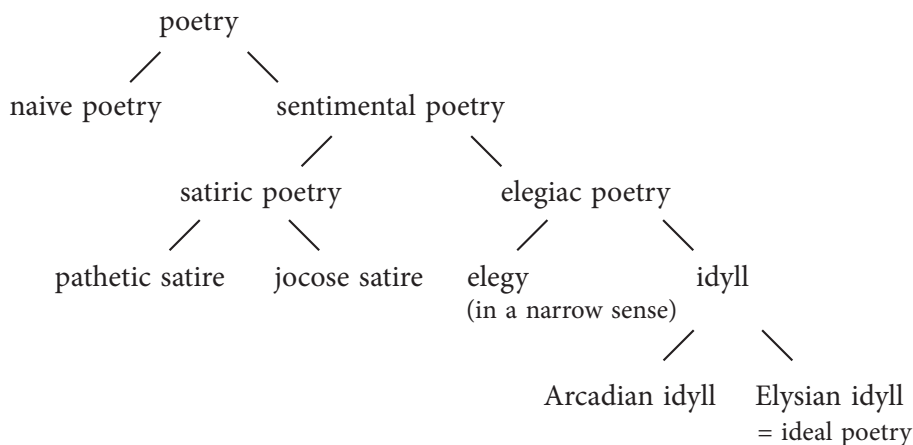 poetry
naive poetry sentimental poetry
satiric poetry elegiac poetry
pathetic satire jocose satire elegy idyll
(in a narrow sense)
Arcadian idyll Elysian idyll
= ideal poetry